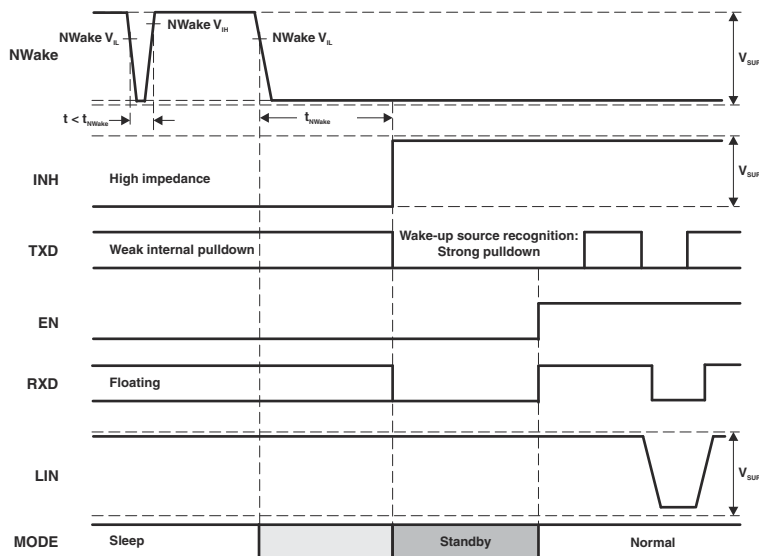 NWake
NWake V_IL
NWake V_IH
NWake V_IL
V_SUP
t < t_NWake
t_NWake
INH
High impedance
V_SUP
TXD
Weak internal pulldown
Wake-up source recognition:
Strong pulldown
EN
RXD
Floating
LIN
V_SUP
MODE
Sleep
Standby
Normal